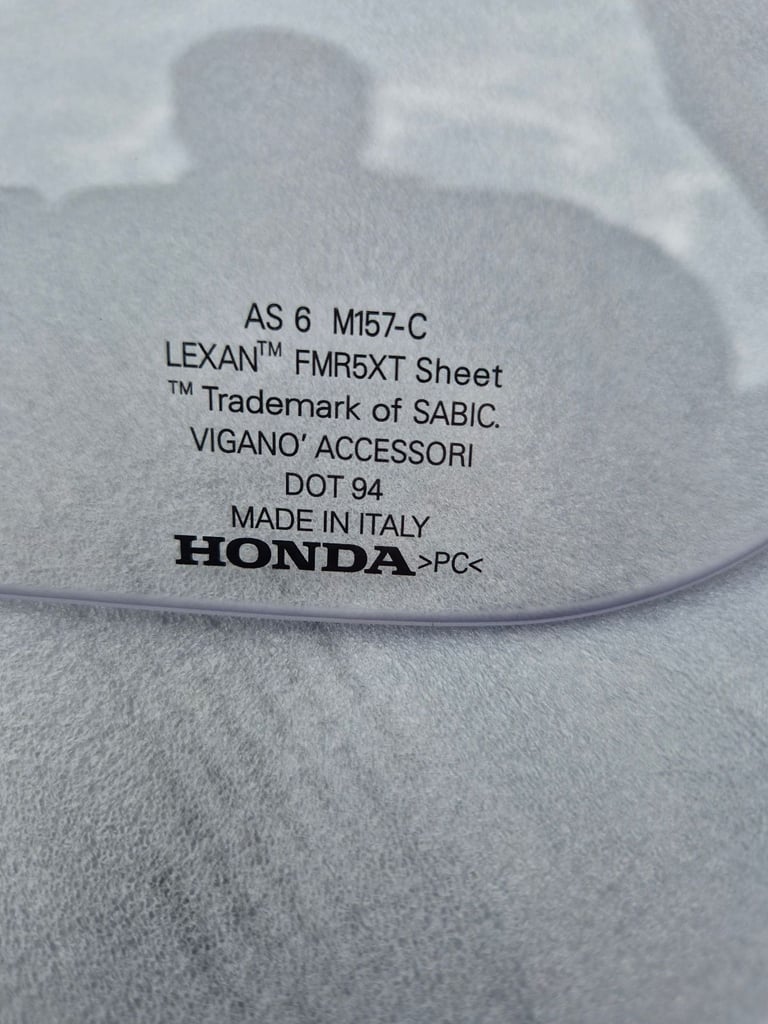 AS 6 M157-C
LEXAN™ FMR5XT Sheet
™ Trademark of SABIC.
VIGANO' ACCESSORI
DOT 94
MADE IN ITALY
HONDA >PC<